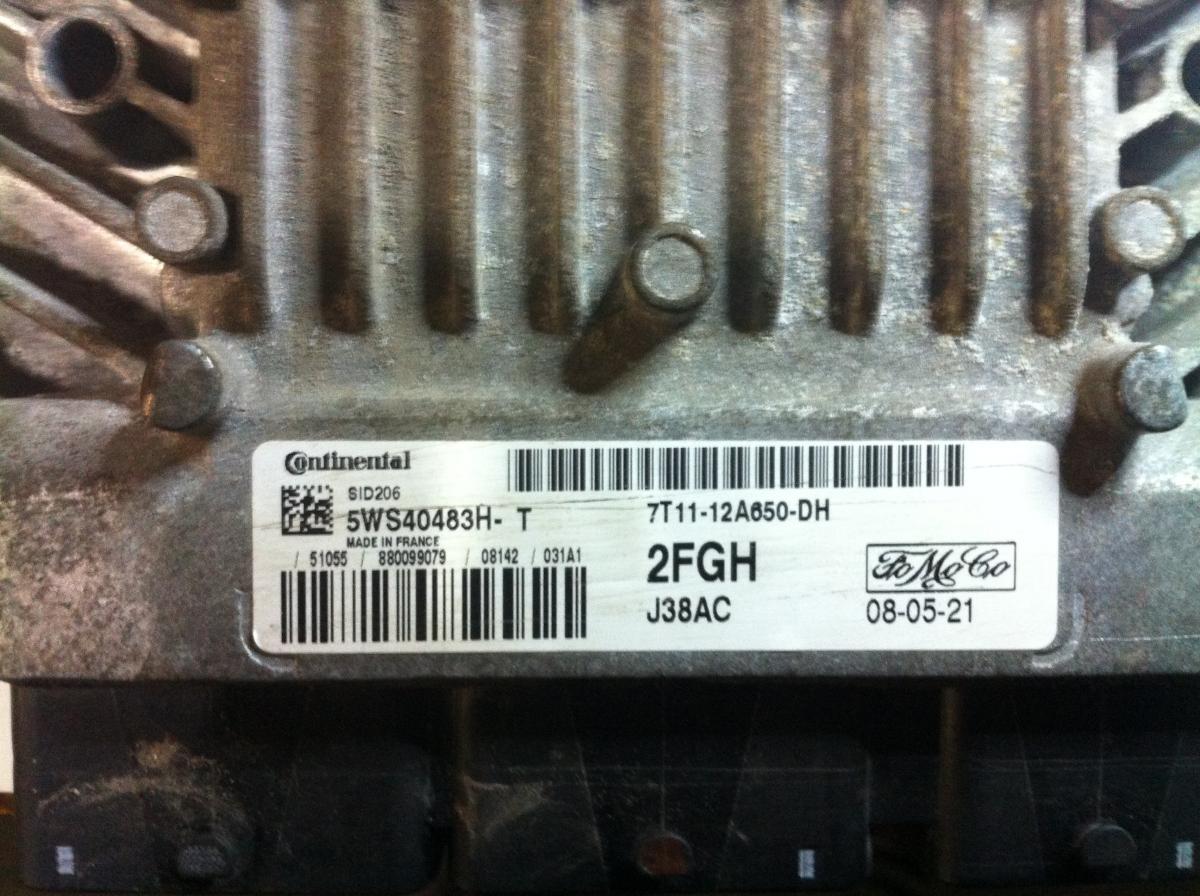 Continental
SID206
5WS40483H- T
MADE IN FRANCE
/ 51055 / 880099079 / 08142 / 031A1
7T11-12A650-DH
2FGH
J38AC
FoMoCo
08-05-21